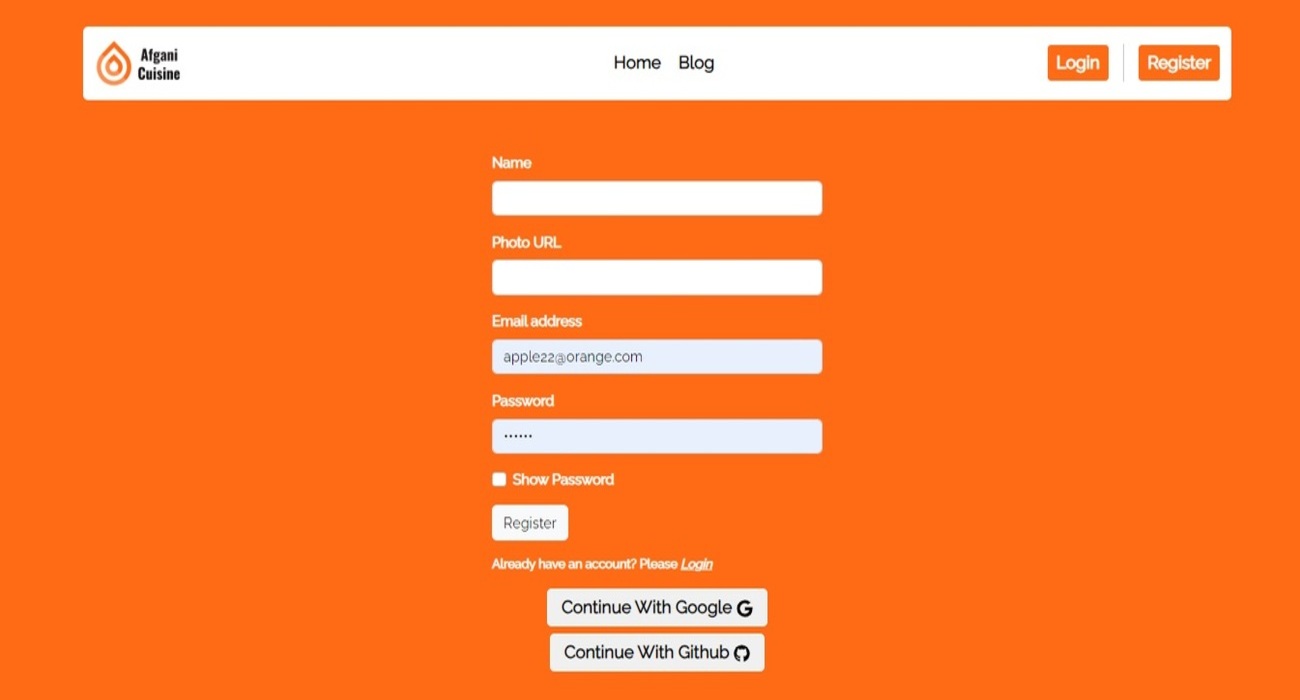 Afgani
Cuisine
Home Blog
Login Register
Name
Photo URL
Email address
apple22@orange.com
Password
••••••
Show Password
Register
Already have an account? Please Login
Continue With Google
Continue With Github